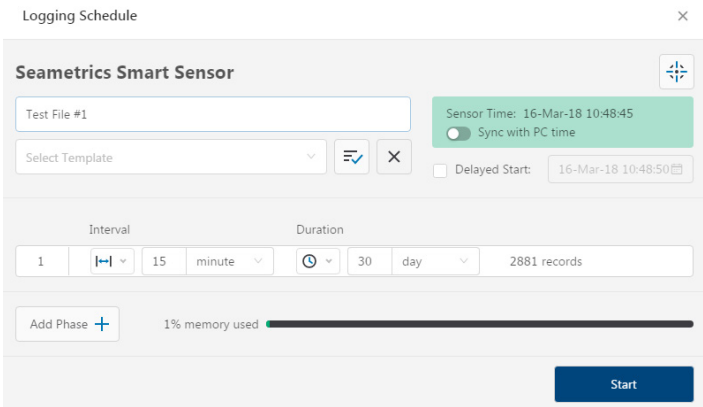 Logging Schedule
Seametrics Smart Sensor
Test File #1
Sensor Time: 16-Mar-18 10:48:45
Sync with PC time
Select Template
Delayed Start: 16-Mar-18 10:48:50
Interval Duration
1 15 minute 30 day 2881 records
Add Phase 1% memory used
Start